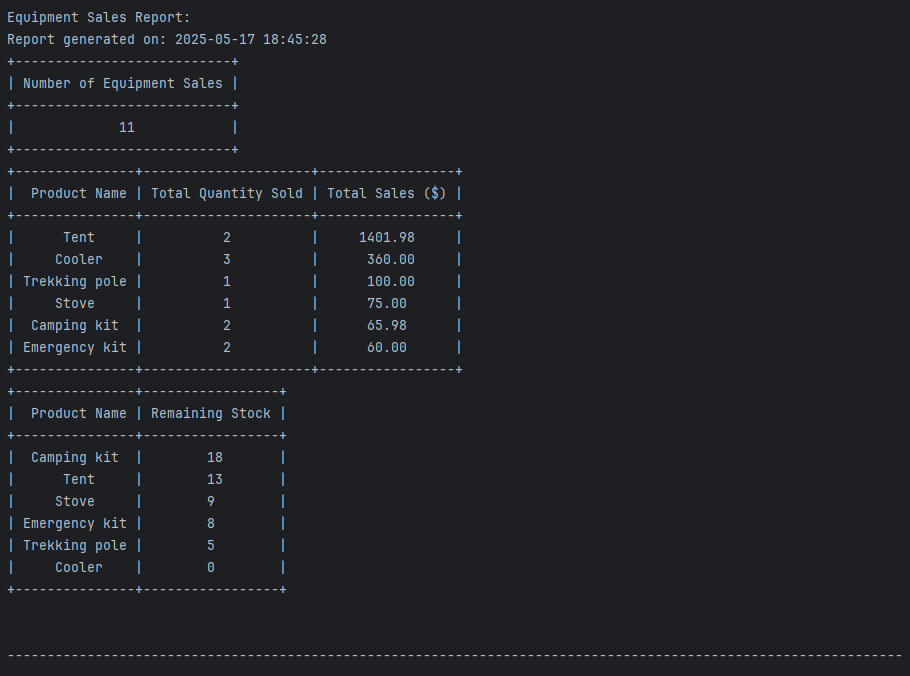 Equipment Sales Report:
Report generated on: 2025-05-17 18:45:28
+---------------------------+
| Number of Equipment Sales |
+---------------------------+
|             11            |
+---------------------------+
+---------------+---------------------+-----------------+
|  Product Name | Total Quantity Sold | Total Sales ($) |
+---------------+---------------------+-----------------+
|      Tent     |          2          |     1401.98     |
|     Cooler    |          3          |      360.00     |
| Trekking pole |          1          |      100.00     |
|     Stove     |          1          |      75.00      |
|  Camping kit  |          2          |      65.98      |
| Emergency kit |          2          |      60.00      |
+---------------+---------------------+-----------------+
+---------------+-----------------+
|  Product Name | Remaining Stock |
+---------------+-----------------+
|  Camping kit  |        18       |
|      Tent     |        13       |
|     Stove     |        9        |
| Emergency kit |        8        |
| Trekking pole |        5        |
|     Cooler    |        0        |
+---------------+-----------------+
----------------------------------------------------------------------------------------------------------------